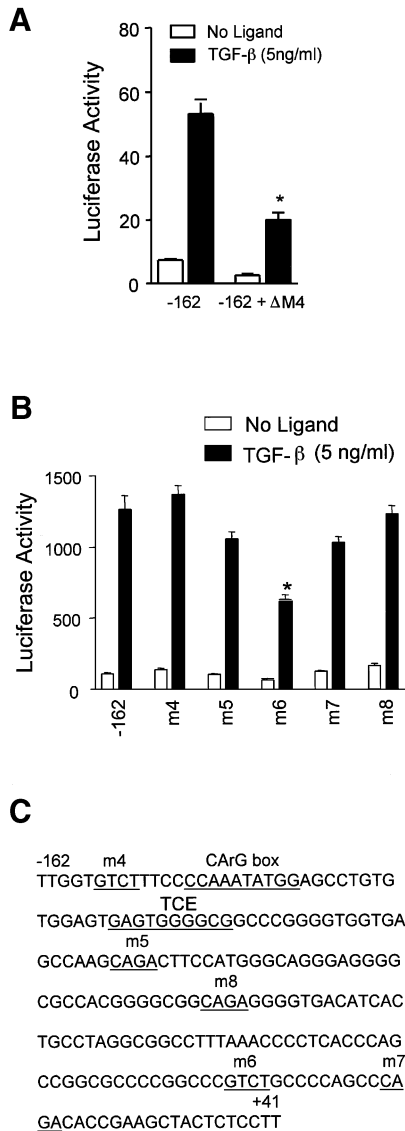 A
No Ligand
TGF-β (5ng/ml)
Luciferase Activity
80
60
40
20
0
*
-162
-162 + ΔM4
B
No Ligand
TGF-β (5 ng/ml)
Luciferase Activity
1500
1000
500
0
*
-162
m4
m5
m6
m7
m8
C
-162 m4 CArG box
TTGGTGTCTTTCCCCAAATATGGAGCCTGTG
TCE
TGGAGTGAGTGGGGCGGCCCGGGGTGGTGA
m5
GCCAAGCAGACTTCCATGGGCAGGGAGGGG
m8
CGCCACGGGGCGGCAGAGGGGTGACATCAC
TGCCTAGGCGGCCTTTAAACCCCTCACCCAG
m6 m7
CCGGCGCCCCGGCCCGTCTGCCCCAGCCCCA
+41
GACACCGAAGCTACTCTCCTT